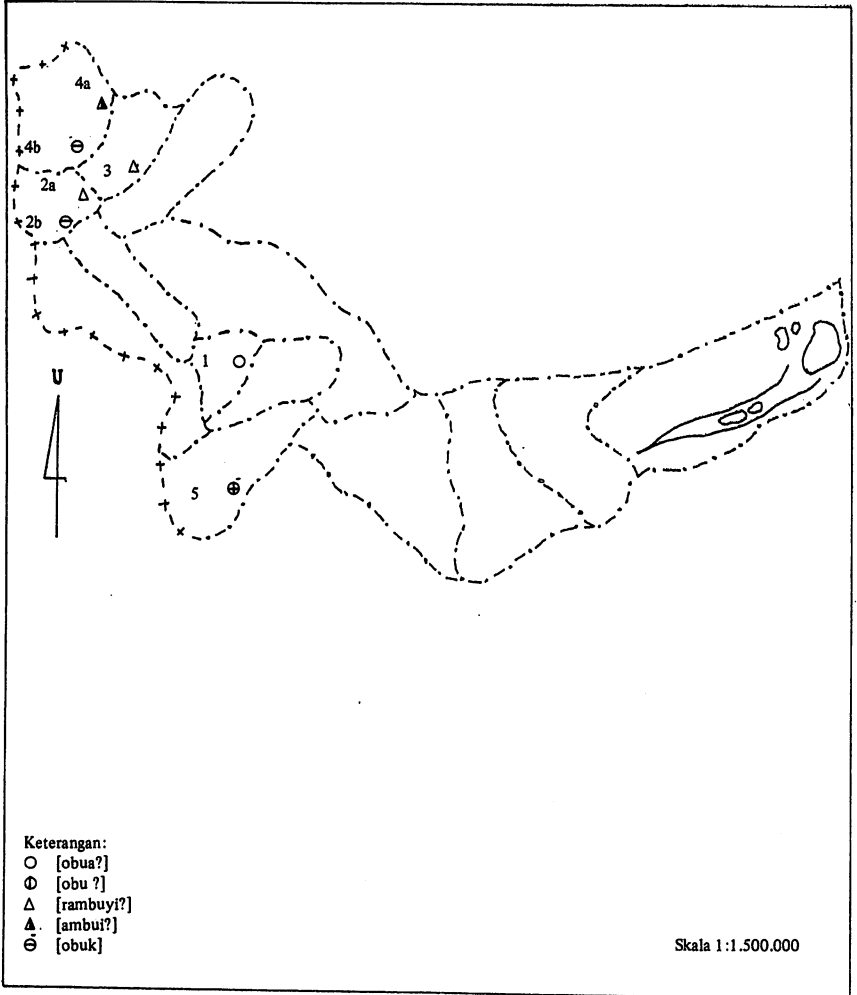 4a
4b
3
2a
2b
1
U
5
Keterangan:
[obua?]
[obu ?]
[rambuyi?]
[ambui?]
[obuk]
Skala 1:1.500.000